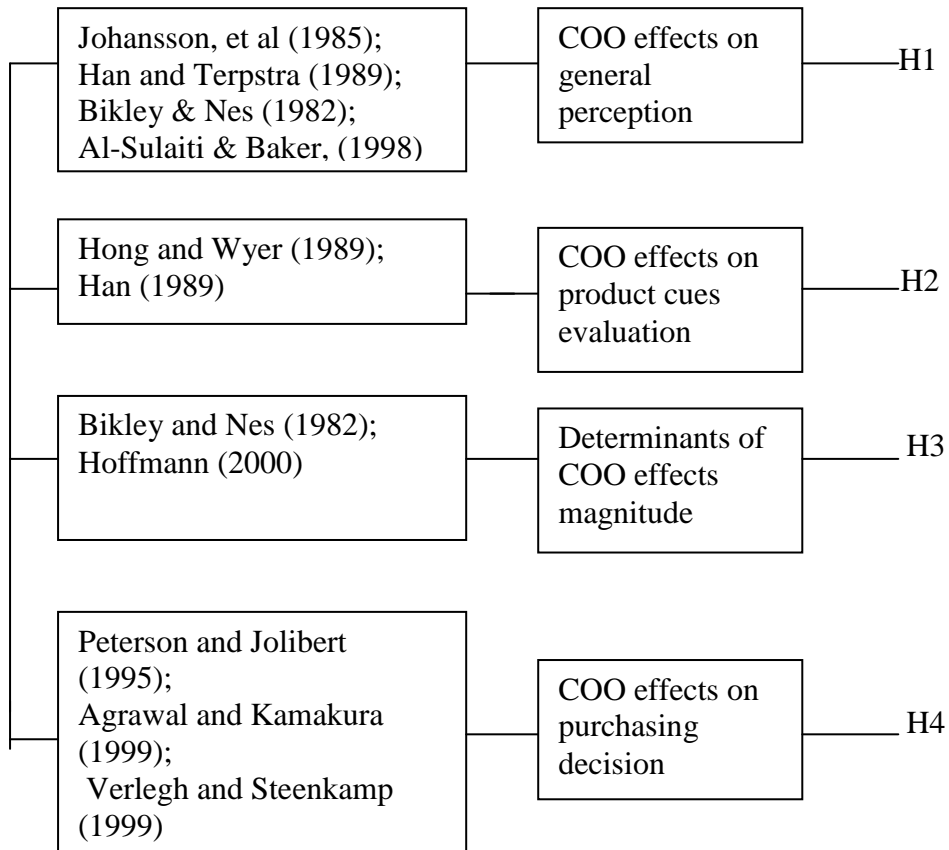 Johansson, et al (1985);
Han and Terpstra (1989);
Bikley & Nes (1982);
Al-Sulaiti & Baker, (1998)
COO effects on
general
perception
H1
Hong and Wyer (1989);
Han (1989)
COO effects on
product cues
evaluation
H2
Bikley and Nes (1982);
Hoffmann (2000)
Determinants of
COO effects
magnitude
H3
Peterson and Jolibert
(1995);
Agrawal and Kamakura
(1999);
Verlegh and Steenkamp
(1999)
COO effects on
purchasing
decision
H4